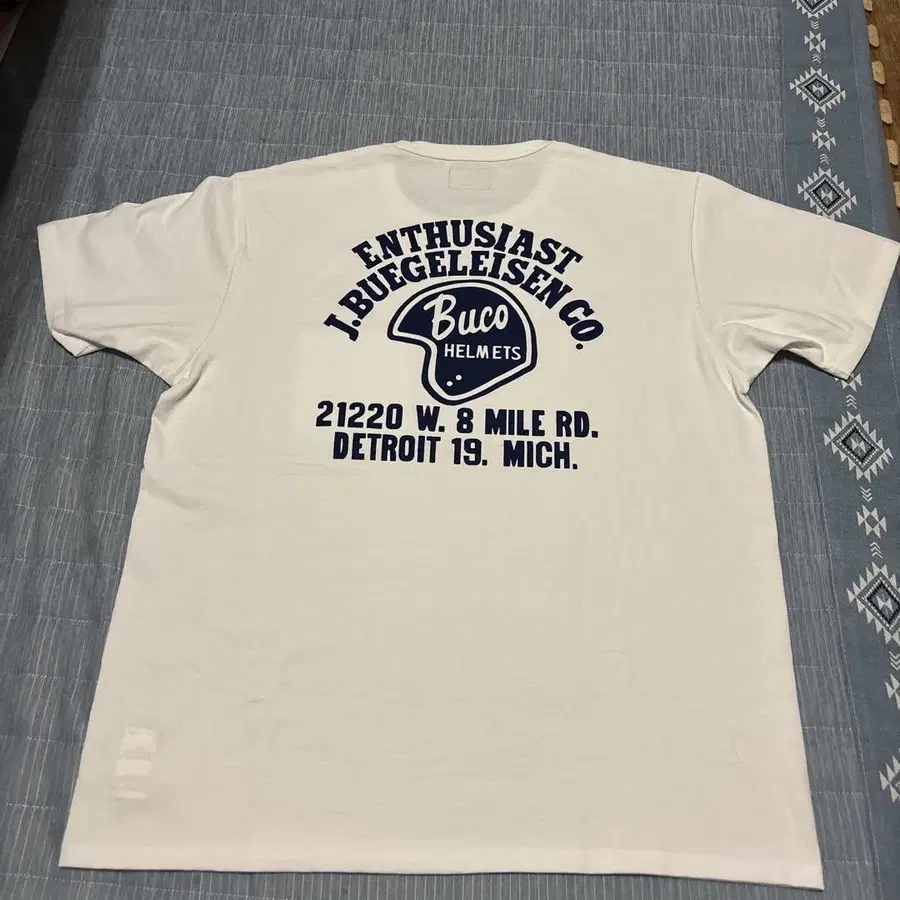 ENTHUSIAST
J.BUEGELEISEN CO.
Buco
HELMETS
21220 W. 8 MILE RD.
DETROIT 19. MICH.